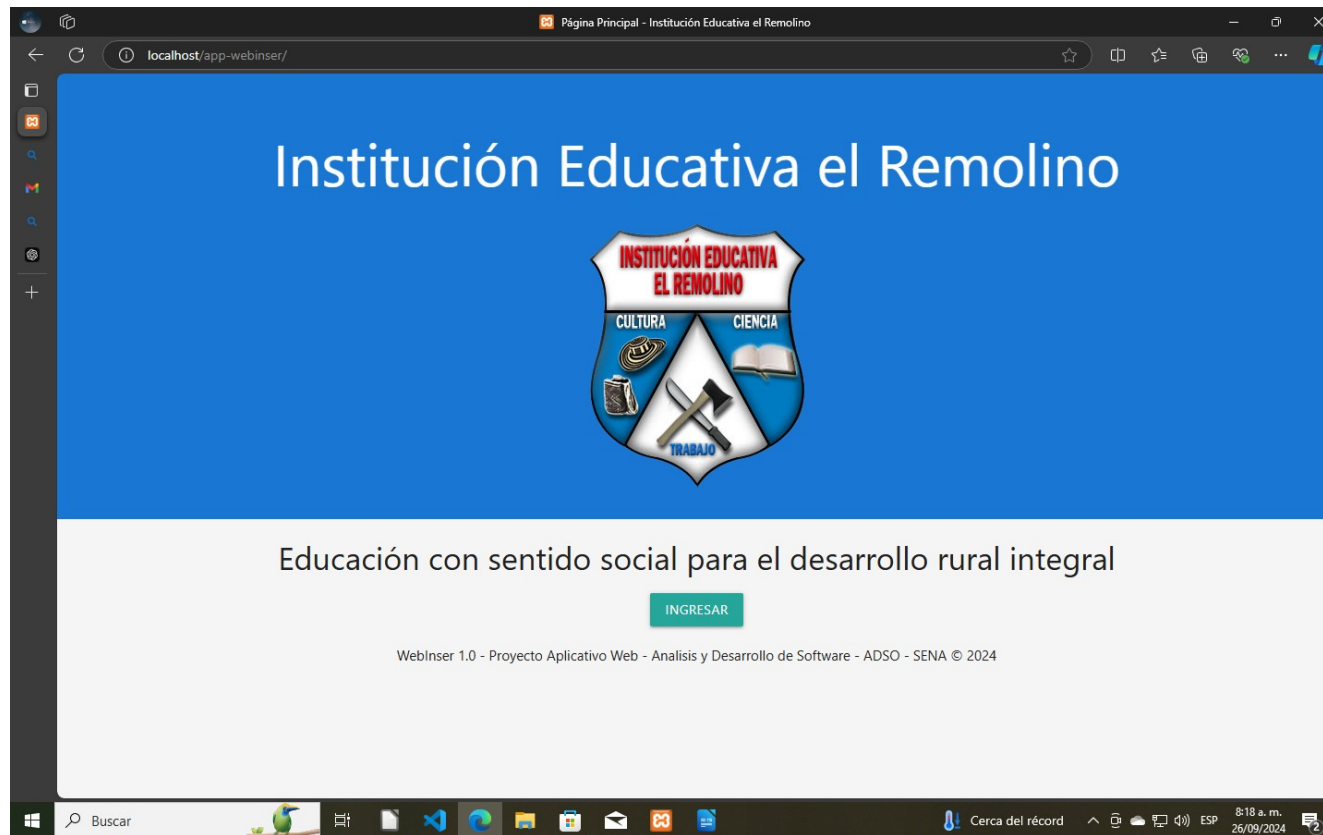 Página Principal - Institución Educativa el Remolino
localhost/app-webinser/
Institución Educativa el Remolino
INSTITUCIÓN EDUCATIVA
EL REMOLINO
CULTURA
CIENCIA
TRABAJO
Educación con sentido social para el desarrollo rural integral
INGRESAR
WebInser 1.0 - Proyecto Aplicativo Web - Analisis y Desarrollo de Software - ADSO - SENA © 2024
Buscar
Cerca del récord
ESP
8:18 a. m.
26/09/2024
2